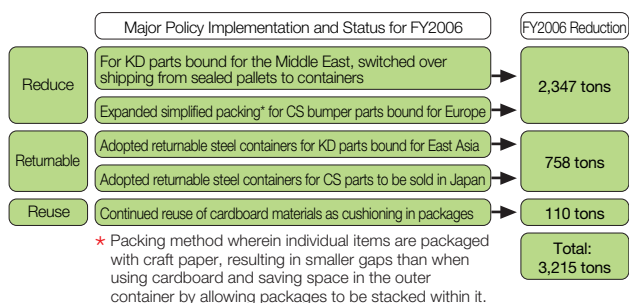 Major Policy Implementation and Status for FY2006
FY2006 Reduction
Reduce
For KD parts bound for the Middle East, switched over
shipping from sealed pallets to containers
Expanded simplified packing* for CS bumper parts bound for Europe
2,347 tons
Returnable
Adopted returnable steel containers for KD parts bound for East Asia
Adopted returnable steel containers for CS parts to be sold in Japan
758 tons
Reuse
Continued reuse of cardboard materials as cushioning in packages
110 tons
* Packing method wherein individual items are packaged
with craft paper, resulting in smaller gaps than when
using cardboard and saving space in the outer
container by allowing packages to be stacked within it.
Total:
3,215 tons